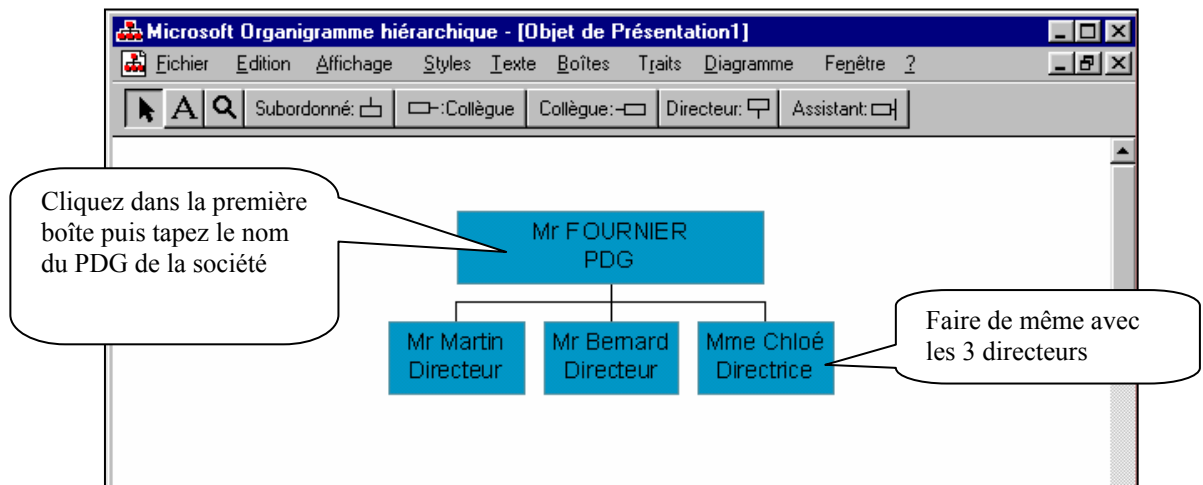 Microsoft Organigramme hiérarchique - [Objet de Présentation1]
Fichier Edition Affichage Styles Texte Boîtes Traits Diagramme Fenêtre ?
A Subordonné: :Collègue Collègue: Directeur: Assistant:
Cliquez dans la première
boîte puis tapez le nom
du PDG de la société
Mr FOURNIER
PDG
Mr Martin
Directeur
Mr Bernard
Directeur
Mme Chloé
Directrice
Faire de même avec
les 3 directeurs